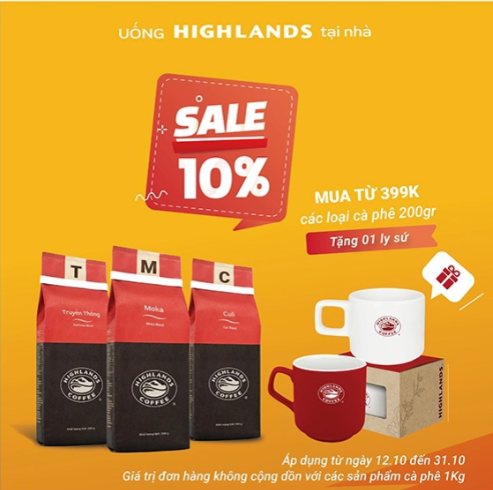 UỐNG HIGHLANDS tại nhà
SALE
10%
MUA TỪ 399K
các loại cà phê 200gr
Tặng 01 ly sứ
T
M
C
Truyền Thống
Moka
Culi
HIGHLANDS
COFFEE
HIGHLANDS
COFFEE
HIGHLANDS
COFFEE
HIGHLANDS
COFFEE
HIGHLANDS
COFFEE
HIGHLANDS
Áp dụng từ ngày 12.10 đến 31.10
Giá trị đơn hàng không cộng dồn với các sản phẩm cà phê 1Kg